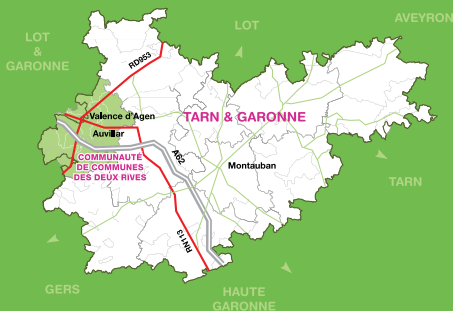 AVEYRON
LOT
LOT
&
GARONNE
RD953
Valence d'Agen
TARN & GARONNE
Auvillar
COMMUNAUTÉ
DE COMMUNES
DES DEUX RIVES
A62
Montauban
TARN
RN113
GERS
HAUTE
GARONNE